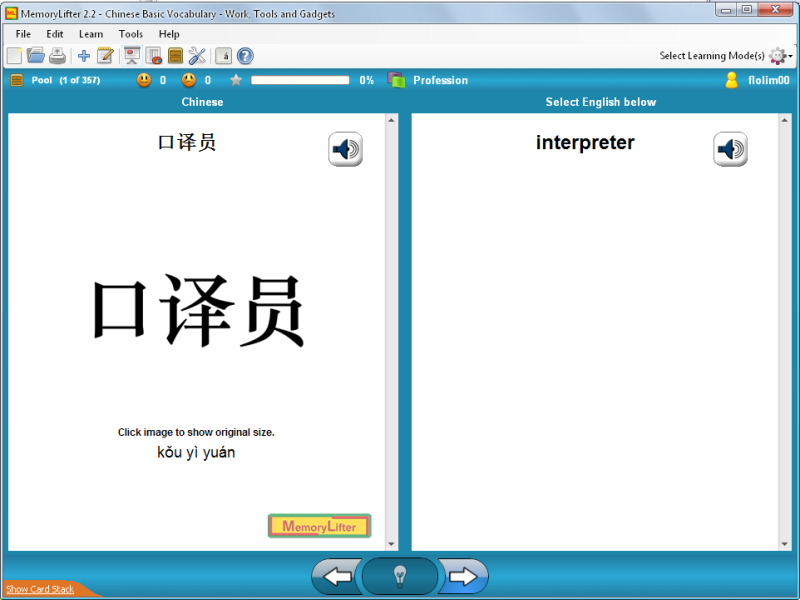 MemoryLifter 2.2 - Chinese Basic Vocabulary - Work, Tools and Gadgets
File Edit Learn Tools Help
Select Learning Mode(s)
Pool (1 of 357) 0 0 0% Profession flolim00
Chinese
Select English below
口译员
interpreter
口译员
Click image to show original size.
kǒu yì yuán
MemoryLifter
Show Card Stack